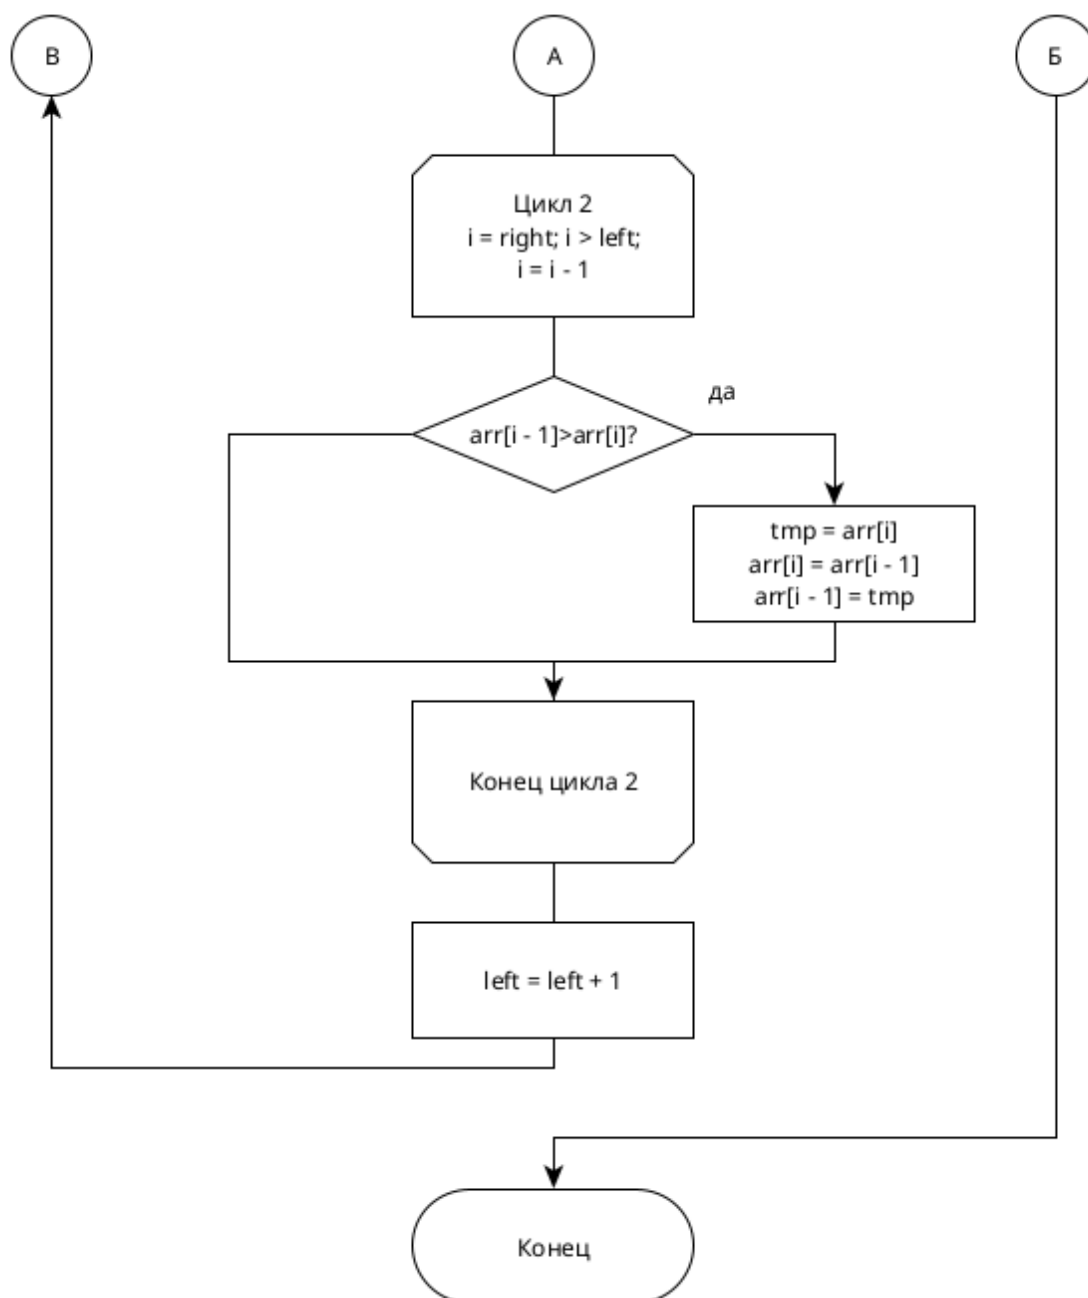 В
А
Б
Цикл 2
i = right; i > left;
i = i - 1
да
arr[i - 1]>arr[i]?
tmp = arr[i]
arr[i] = arr[i - 1]
arr[i - 1] = tmp
Конец цикла 2
left = left + 1
Конец